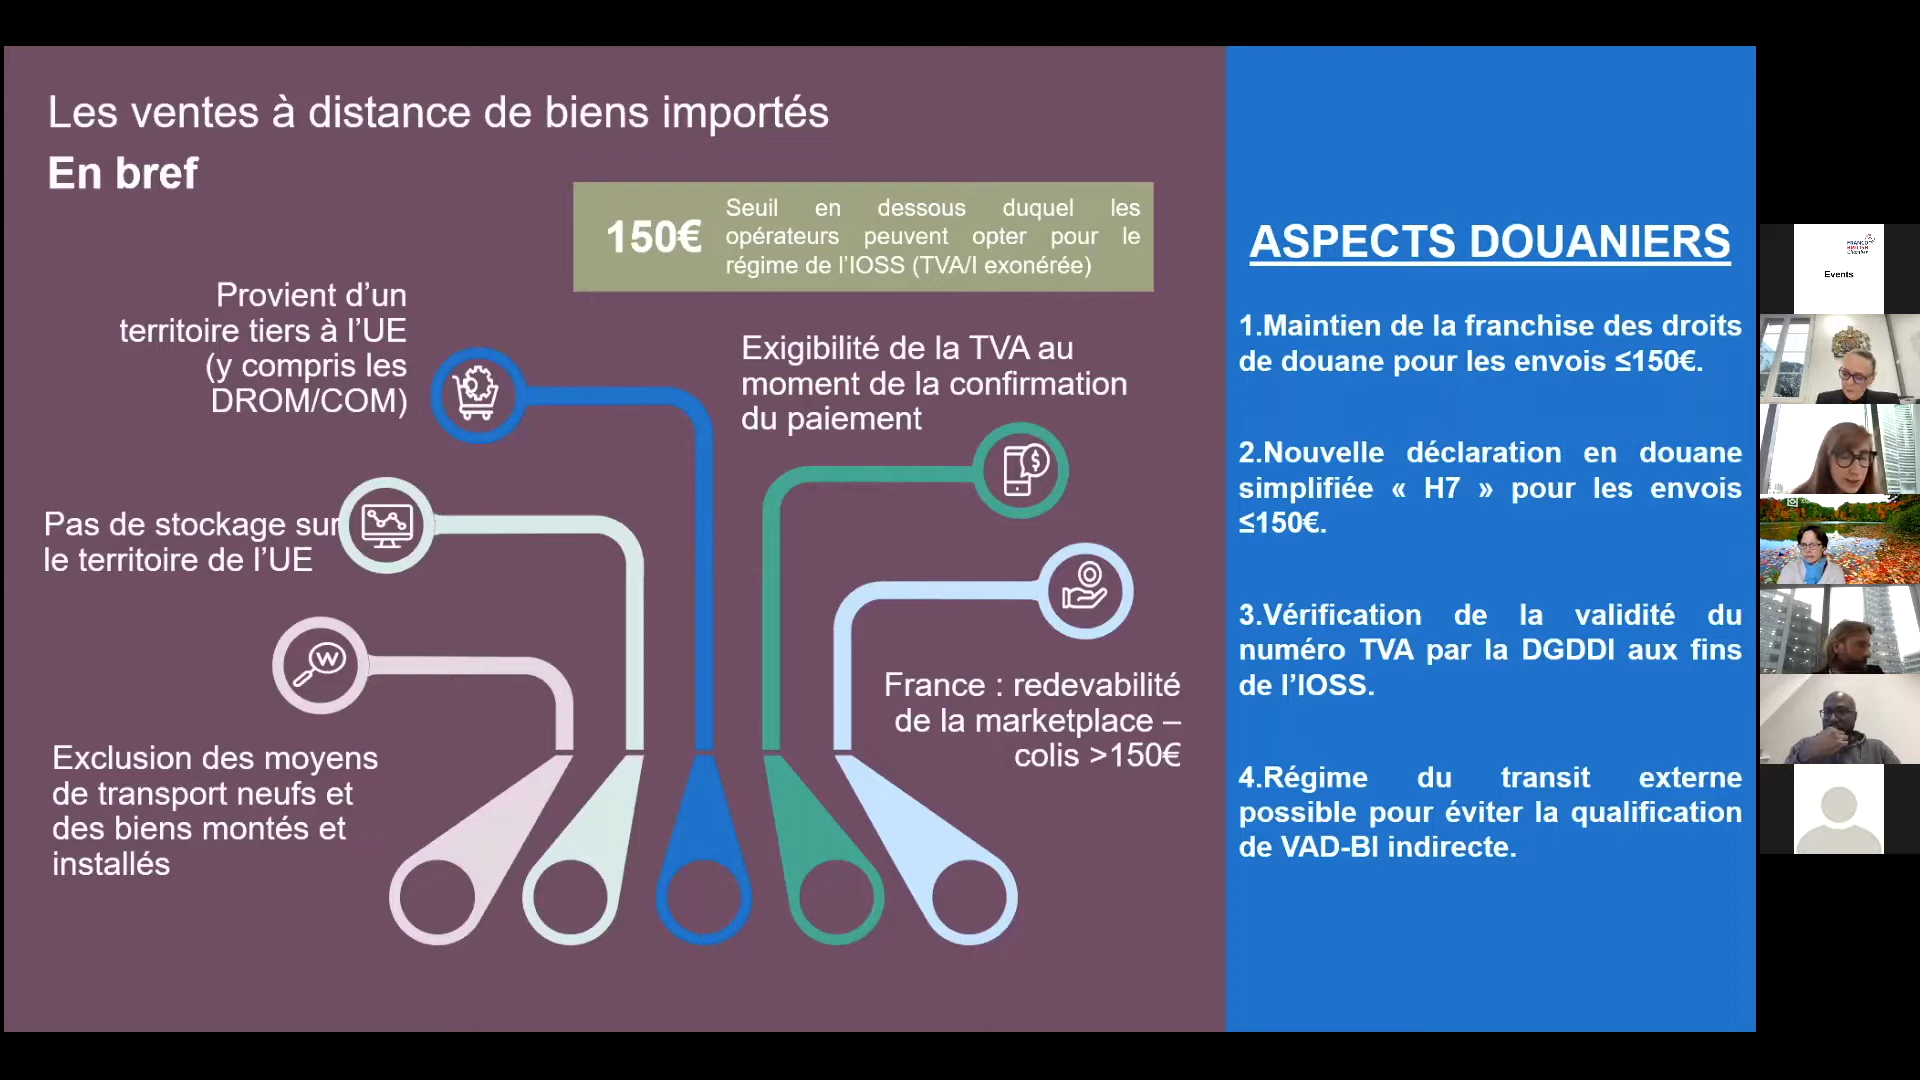 Les ventes à distance de biens importés
En bref
150€
Seuil en dessous duquel les
opérateurs peuvent opter pour le
régime de l'IOSS (TVA/I exonérée)
Provient d'un
territoire tiers à l'UE
(y compris les
DROM/COM)
Exigibilité de la TVA au
moment de la confirmation
du paiement
Pas de stockage sur
le territoire de l'UE
W
$
France : redevabilité
de la marketplace –
colis >150€
Exclusion des moyens
de transport neufs et
des biens montés et
installés
ASPECTS DOUANIERS
1.Maintien de la franchise des droits
de douane pour les envois ≤150€.
2.Nouvelle déclaration en douane
simplifiée « H7 » pour les envois
≤150€.
3.Vérification de la validité du
numéro TVA par la DGDDI aux fins
de l'IOSS.
4.Régime du transit externe
possible pour éviter la qualification
de VAD-BI indirecte.
FRANCO
BRITISH
Chamber
Events